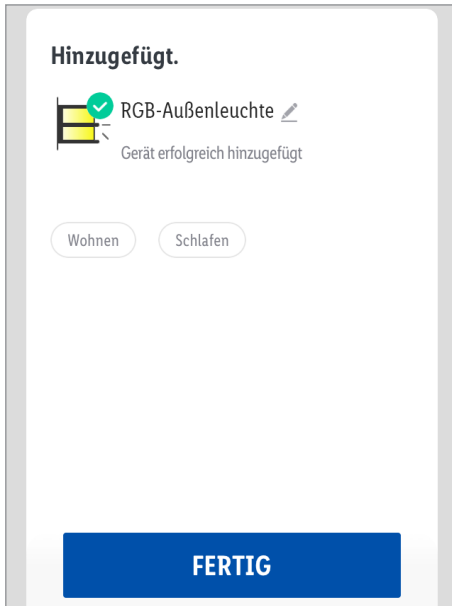 Hinzugefügt.
RGB-Außenleuchte
Gerät erfolgreich hinzugefügt
Wohnen Schlafen
FERTIG